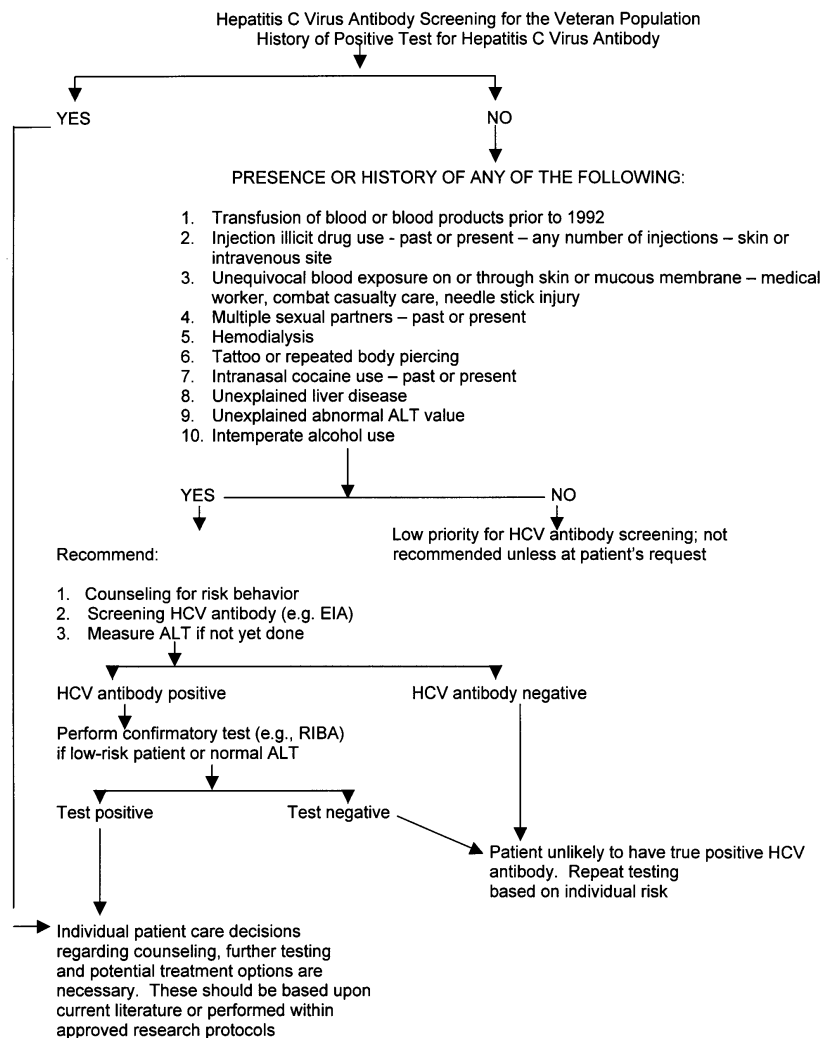 Hepatitis C Virus Antibody Screening for the Veteran Population
History of Positive Test for Hepatitis C Virus Antibody
YES
NO
PRESENCE OR HISTORY OF ANY OF THE FOLLOWING:
1. Transfusion of blood or blood products prior to 1992
2. Injection illicit drug use - past or present – any number of injections – skin or
intravenous site
3. Unequivocal blood exposure on or through skin or mucous membrane – medical
worker, combat casualty care, needle stick injury
4. Multiple sexual partners – past or present
5. Hemodialysis
6. Tattoo or repeated body piercing
7. Intranasal cocaine use – past or present
8. Unexplained liver disease
9. Unexplained abnormal ALT value
10. Intemperate alcohol use
YES
NO
Low priority for HCV antibody screening; not
recommended unless at patient's request
Recommend:
1. Counseling for risk behavior
2. Screening HCV antibody (e.g. EIA)
3. Measure ALT if not yet done
HCV antibody positive
HCV antibody negative
Perform confirmatory test (e.g., RIBA)
if low-risk patient or normal ALT
Test positive
Test negative
Patient unlikely to have true positive HCV
antibody. Repeat testing
based on individual risk
Individual patient care decisions
regarding counseling, further testing
and potential treatment options are
necessary. These should be based upon
current literature or performed within
approved research protocols